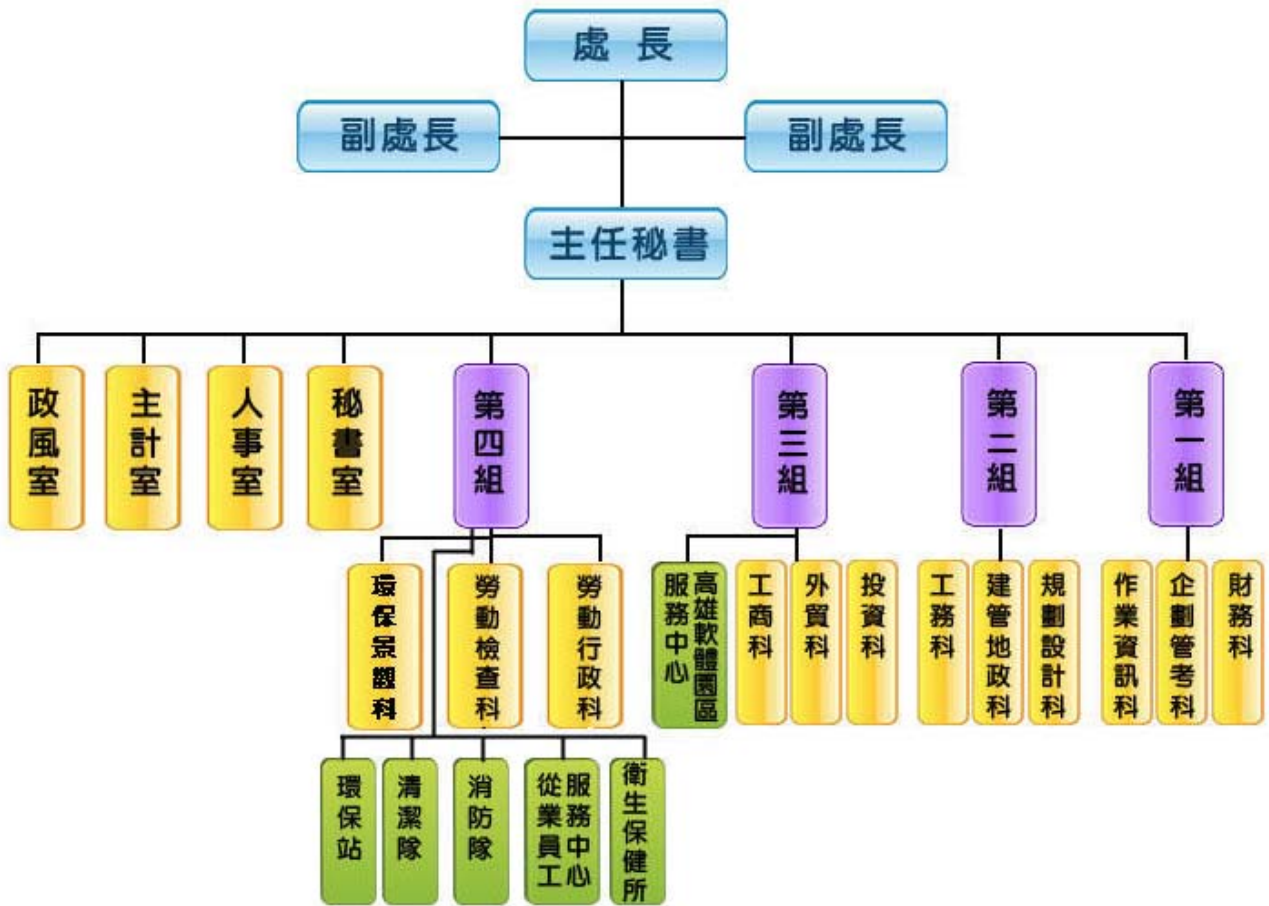 處 長
副處長
副處長
主任秘書
政風室
主計室
人事室
秘書室
第四組
第三組
第二組
第一組
環保景觀科
勞動檢查科
勞動行政科
高雄軟體園區
服務中心
工商科
外貿科
投資科
工務科
建管地政科
規劃設計科
作業資訊科
企劃管考科
財務科
環保站
清潔隊
消防隊
從業員工
服務中心
衛生保健所